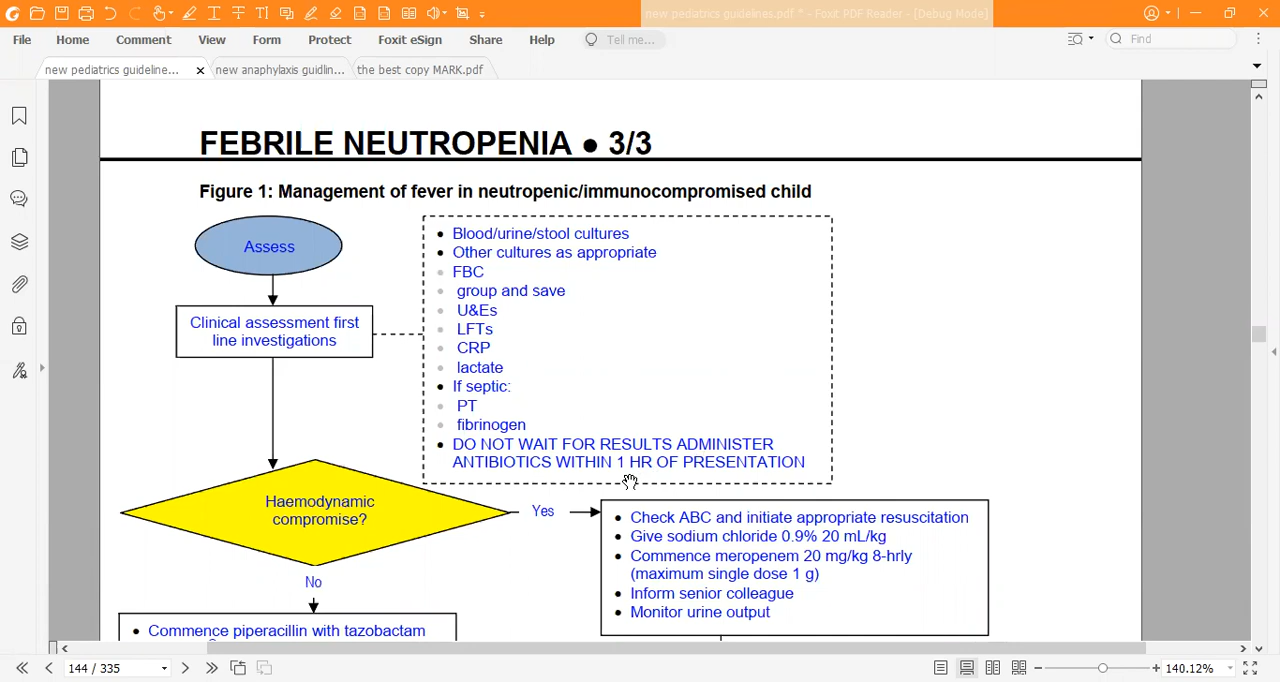 new pediatrics guidelines.pdf * - Foxit PDF Reader - [Debug Mode]
File Home Comment View Form Protect Foxit eSign Share Help Tell me... Find
new pediatrics guideline... new anaphylaxis guidlin... the best copy MARK.pdf
FEBRILE NEUTROPENIA ● 3/3
Figure 1: Management of fever in neutropenic/immunocompromised child
Assess
Clinical assessment first
line investigations
● Blood/urine/stool cultures
● Other cultures as appropriate
● FBC
● group and save
● U&Es
● LFTs
● CRP
● lactate
● If septic:
● PT
● fibrinogen
● DO NOT WAIT FOR RESULTS ADMINISTER
ANTIBIOTICS WITHIN 1 HR OF PRESENTATION
Haemodynamic
compromise?
Yes
● Check ABC and initiate appropriate resuscitation
● Give sodium chloride 0.9% 20 mL/kg
● Commence meropenem 20 mg/kg 8-hrly
(maximum single dose 1 g)
● Inform senior colleague
● Monitor urine output
No
● Commence piperacillin with tazobactam
144 / 335
140.12%